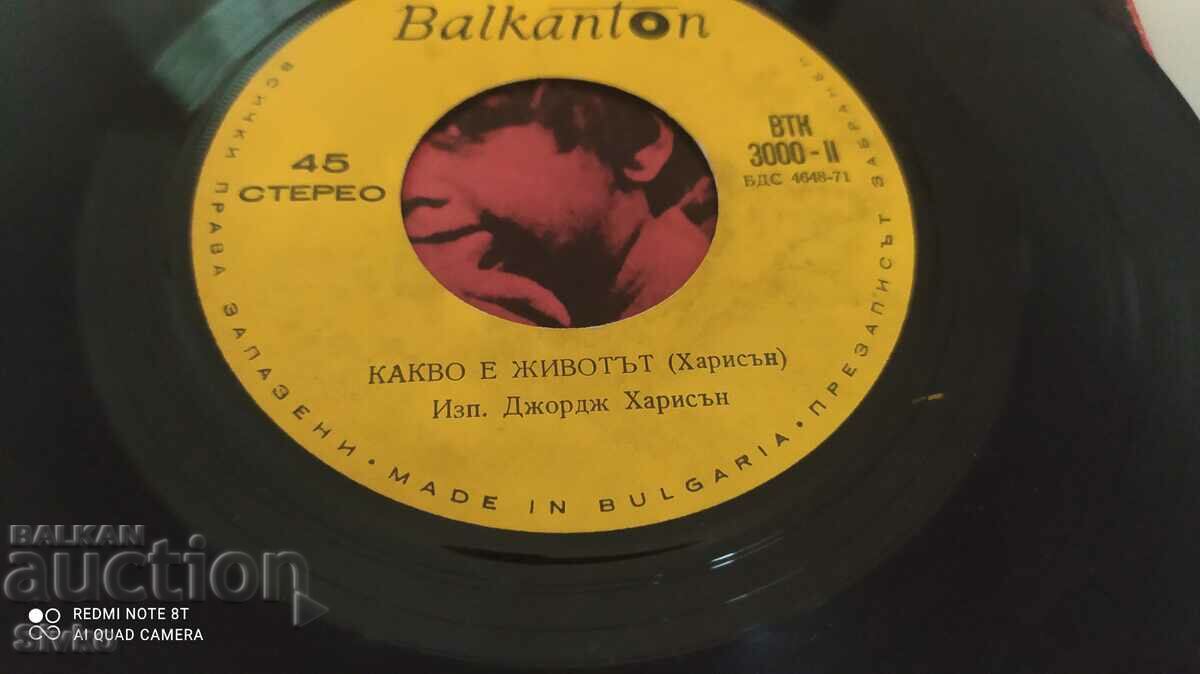 Balkanton
45
СТЕРЕО
ВТК
3000-II
БДС 4648-71
КАКВО Е ЖИВОТЪТ (Харисън)
Изп. Джордж Харисън
ВСИЧКИ ПРАВА ЗАПАЗЕНИ • MADE IN BULGARIA • ПРЕЗАПИСЪТ ЗАБРАНЕН
BALKAN
auction
REDMI NOTE 8T
AI QUAD CAMERA
Sivko